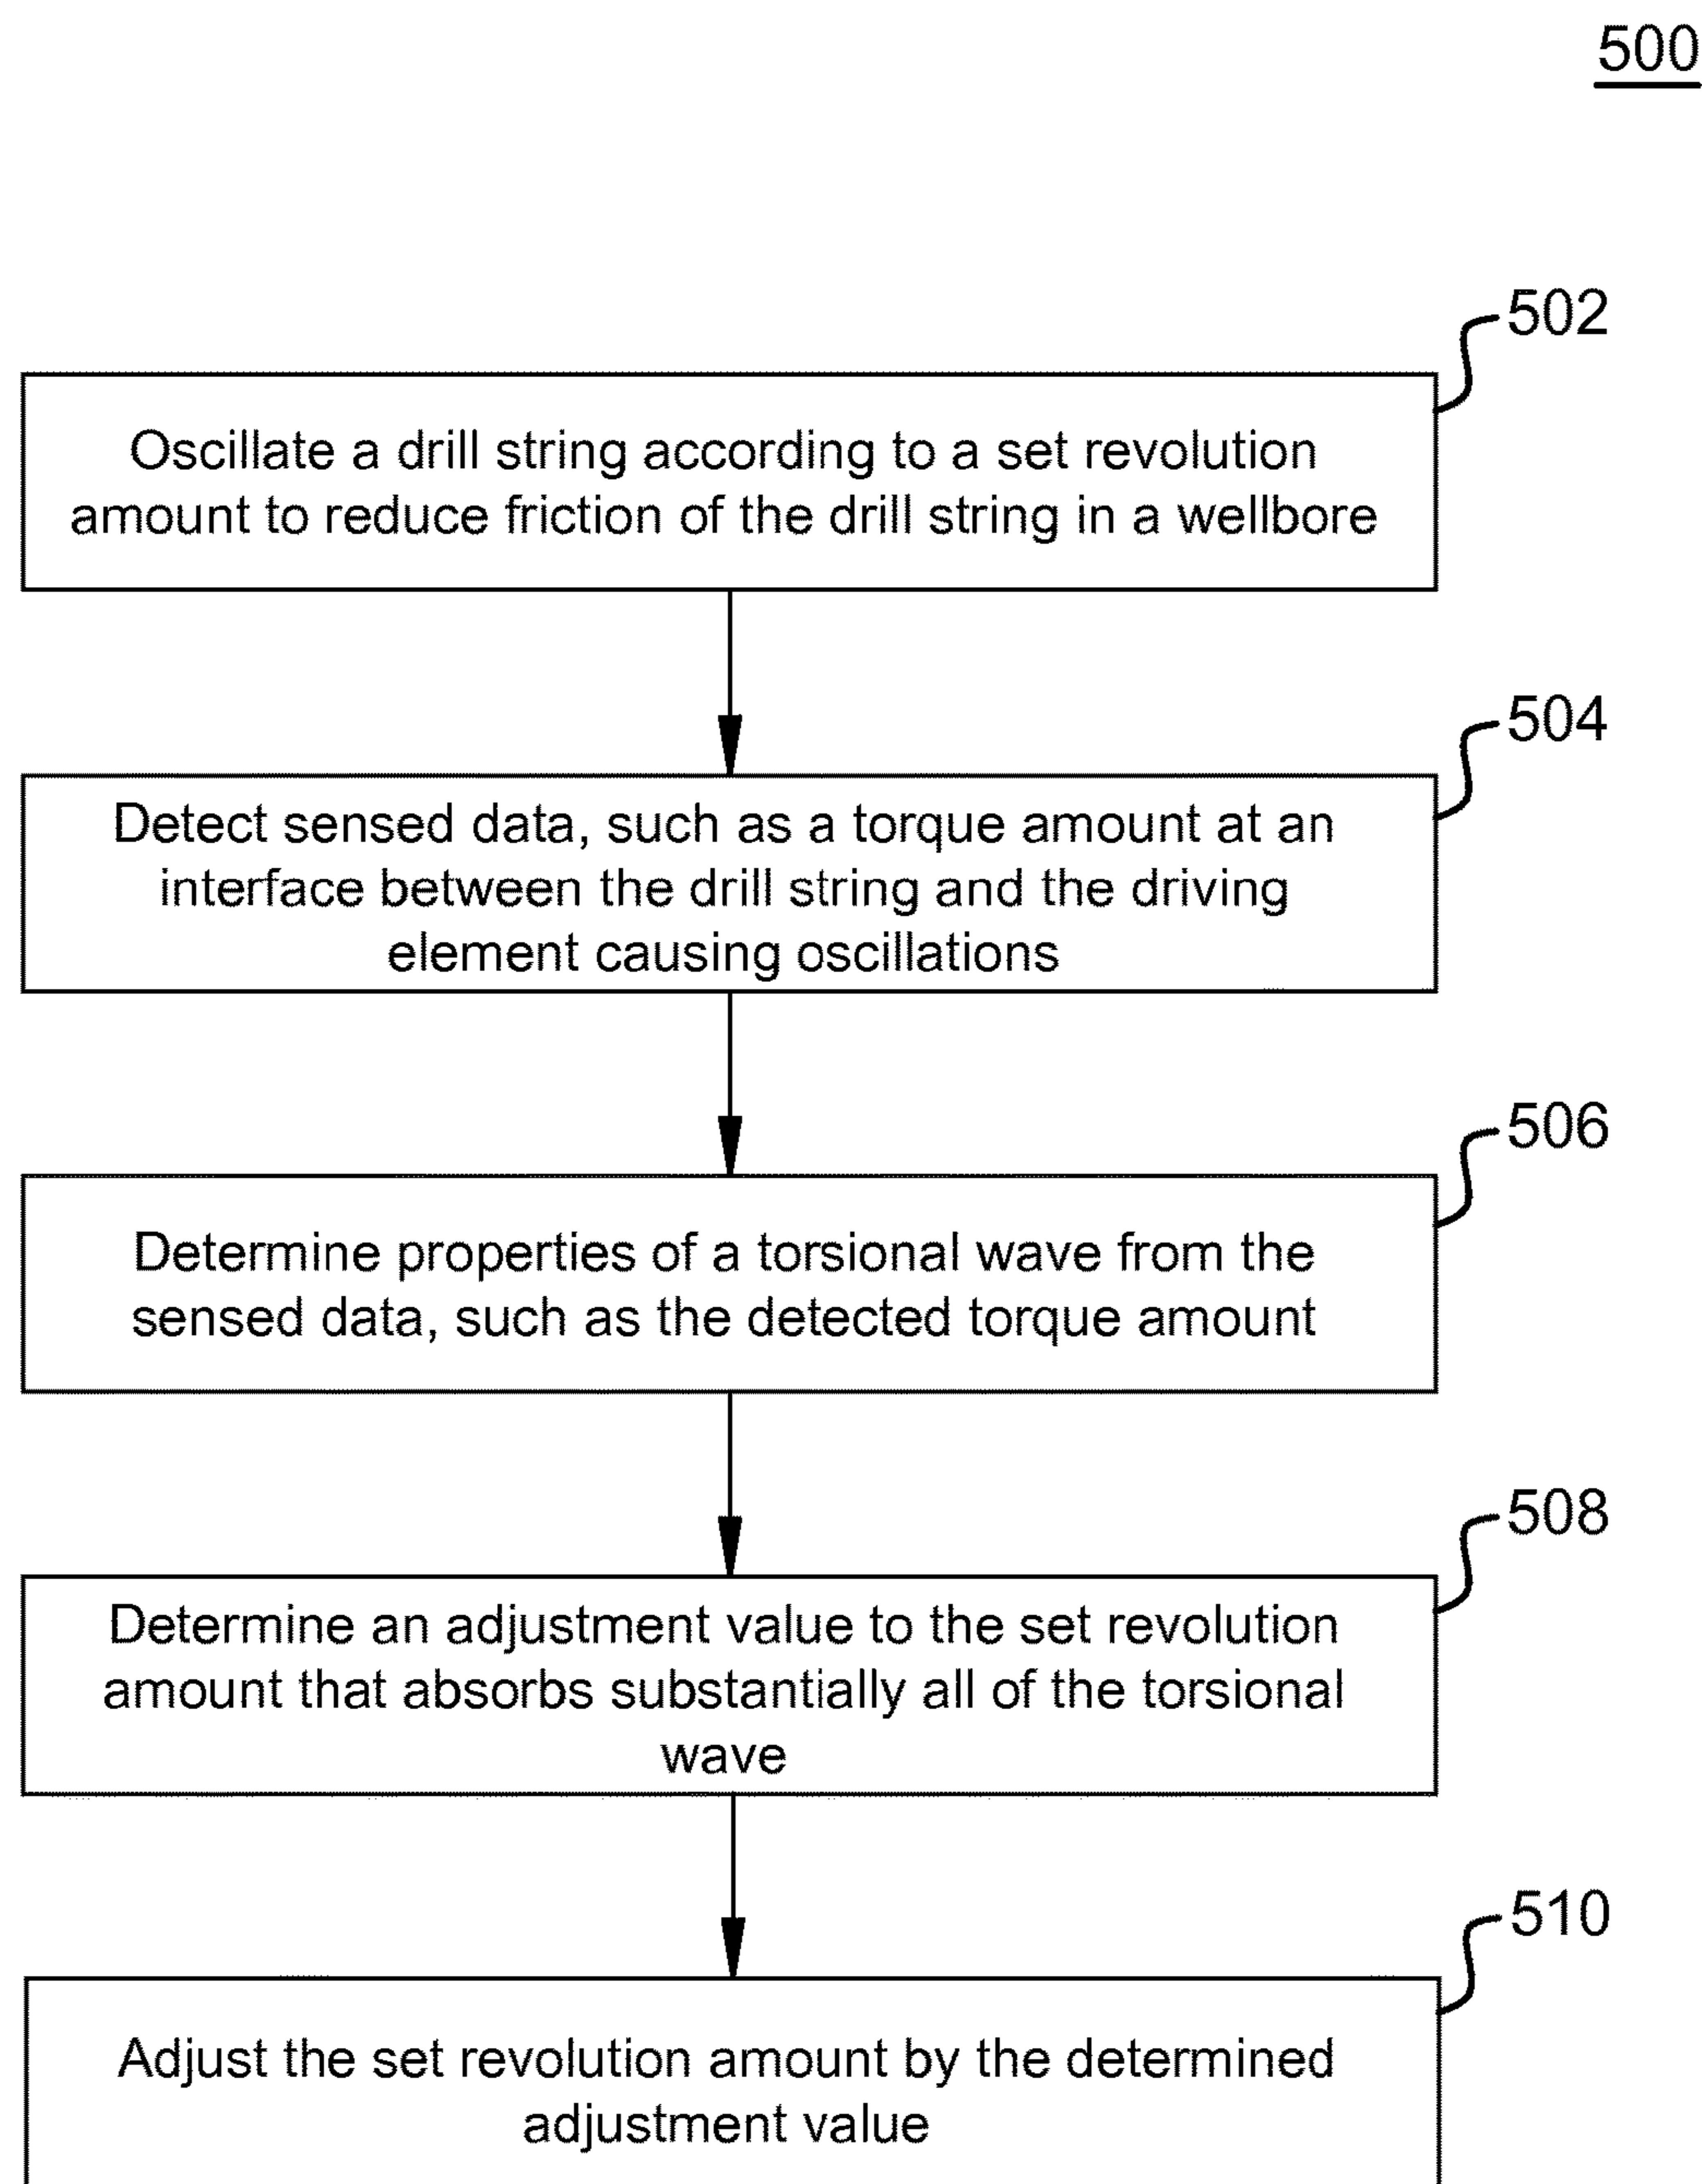 500
502
Oscillate a drill string according to a set revolution
amount to reduce friction of the drill string in a wellbore
504
Detect sensed data, such as a torque amount at an
interface between the drill string and the driving
element causing oscillations
506
Determine properties of a torsional wave from the
sensed data, such as the detected torque amount
508
Determine an adjustment value to the set revolution
amount that absorbs substantially all of the torsional
wave
510
Adjust the set revolution amount by the determined
adjustment value